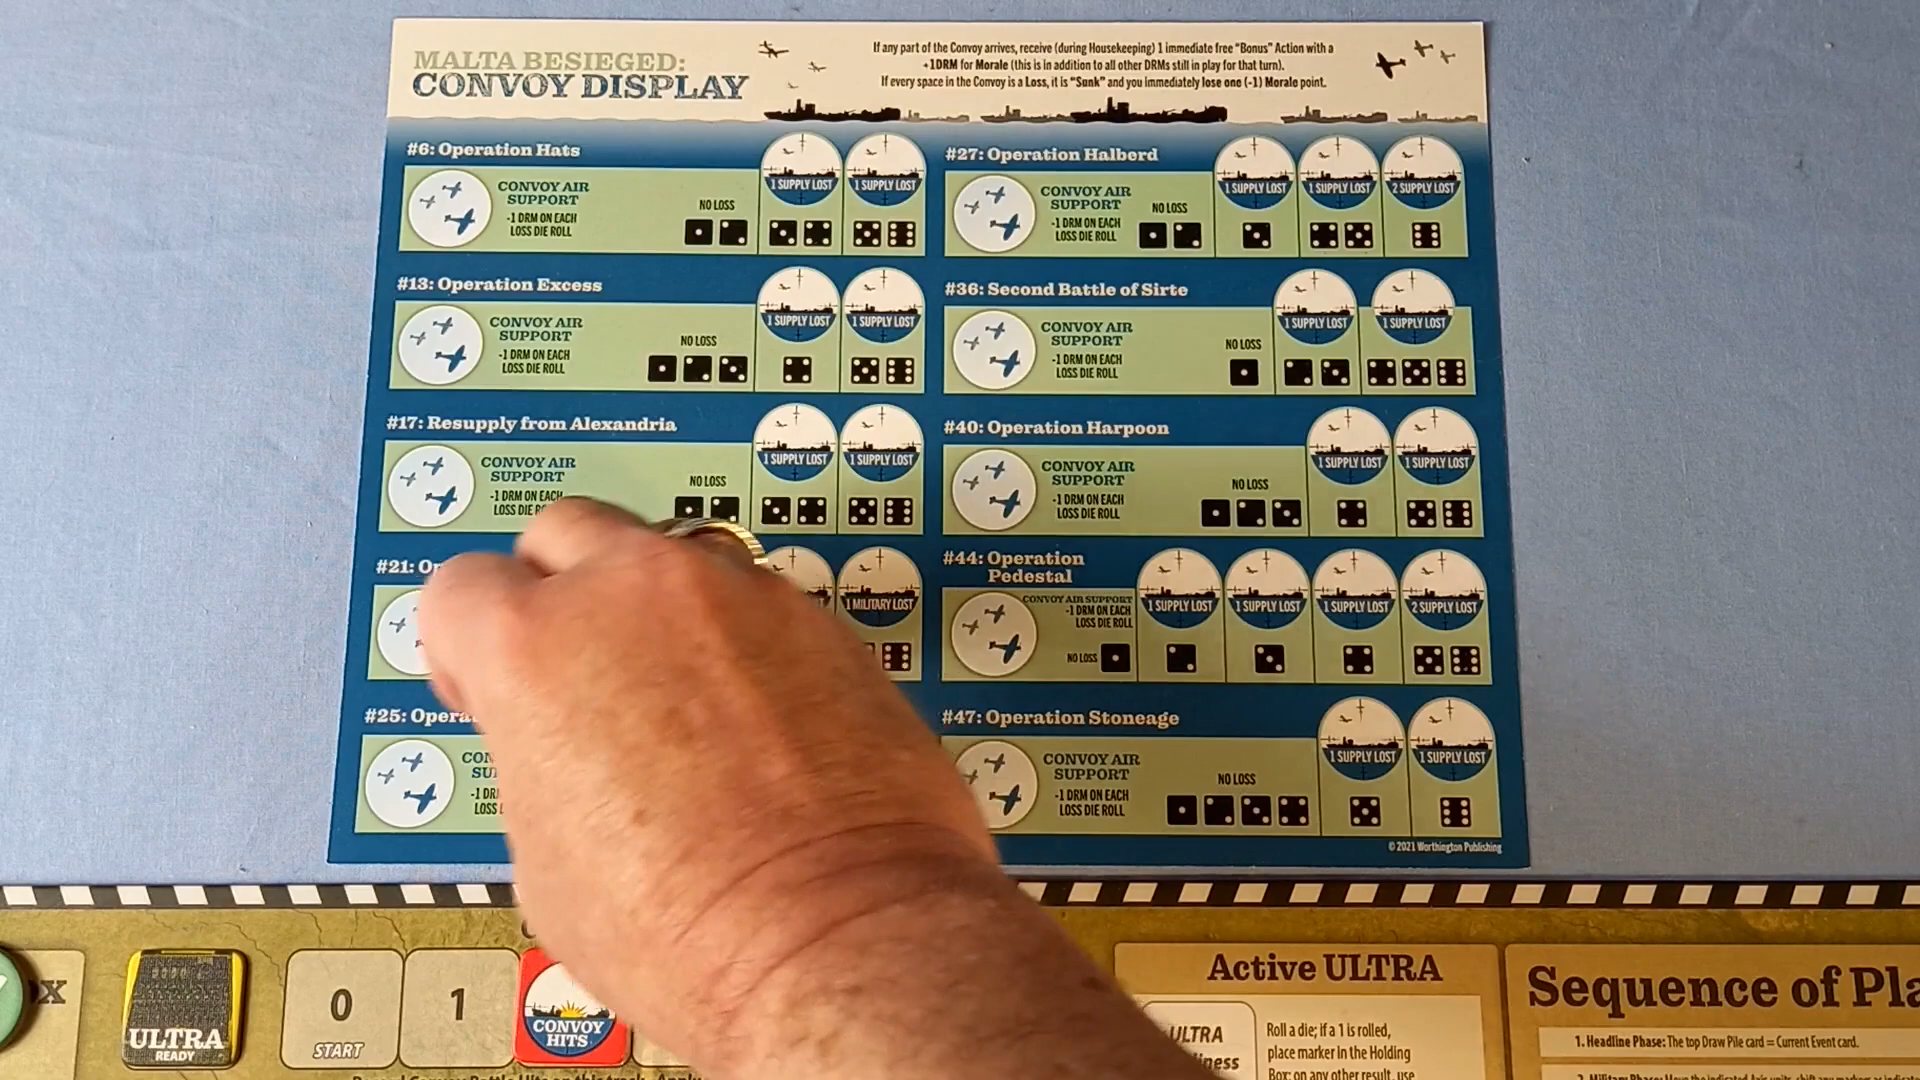 MALTA BESIEGED:
CONVOY DISPLAY
If any part of the Convoy arrives, receive (during Housekeeping) 1 immediate free "Bonus" Action with a
+1DRM for Morale (this is in addition to all other DRMs still in play for that turn).
If every space in the Convoy is a Loss, it is "Sunk" and you immediately lose one (-1) Morale point.
#6: Operation Hats
CONVOY AIR
SUPPORT
-1 DRM ON EACH
LOSS DIE ROLL
NO LOSS
1 SUPPLY LOST
1 SUPPLY LOST
#13: Operation Excess
CONVOY AIR
SUPPORT
-1 DRM ON EACH
LOSS DIE ROLL
NO LOSS
1 SUPPLY LOST
1 SUPPLY LOST
#17: Resupply from Alexandria
CONVOY AIR
SUPPORT
-1 DRM ON EACH
LOSS DIE
NO LOSS
1 SUPPLY LOST
1 SUPPLY LOST
#21:
1 MILITARY LOST
#25:
#27: Operation Halberd
CONVOY AIR
SUPPORT
-1 DRM ON EACH
LOSS DIE ROLL
NO LOSS
1 SUPPLY LOST
1 SUPPLY LOST
2 SUPPLY LOST
#36: Second Battle of Sirte
CONVOY AIR
SUPPORT
-1 DRM ON EACH
LOSS DIE ROLL
NO LOSS
1 SUPPLY LOST
1 SUPPLY LOST
#40: Operation Harpoon
CONVOY AIR
SUPPORT
-1 DRM ON EACH
LOSS DIE ROLL
NO LOSS
1 SUPPLY LOST
1 SUPPLY LOST
#44: Operation
Pedestal
CONVOY AIR SUPPORT
-1 DRM ON EACH
LOSS DIE ROLL
NO LOSS
1 SUPPLY LOST
1 SUPPLY LOST
1 SUPPLY LOST
2 SUPPLY LOST
#47: Operation Stoneage
CONVOY AIR
SUPPORT
-1 DRM ON EACH
LOSS DIE ROLL
NO LOSS
1 SUPPLY LOST
1 SUPPLY LOST
© 2021 Worthington Publishing
ULTRA
READY
0
START
1
CONVOY
HITS
Active ULTRA
ULTRA
Roll a die; if a 1 is rolled,
place marker in the Holding
Box; on any other result, use
Sequence of
1. Headline Phase: The top Draw Pile card = Current Event card.